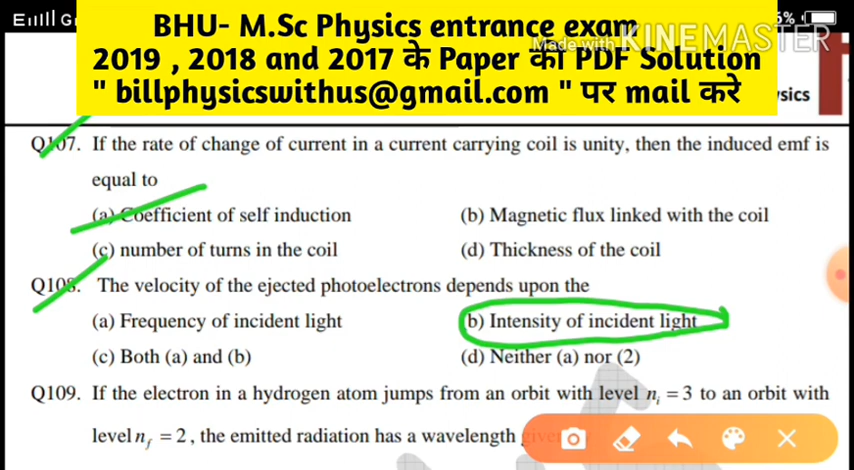 BHU- M.Sc Physics entrance exam
Made with KINEMASTER
2019 , 2018 and 2017 के Paper की PDF Solution
" billphysicswithus@gmail.com " पर mail करे
Q107. If the rate of change of current in a current carrying coil is unity, then the induced emf is
equal to
(a) Coefficient of self induction (b) Magnetic flux linked with the coil
(c) number of turns in the coil (d) Thickness of the coil
Q108. The velocity of the ejected photoelectrons depends upon the
(a) Frequency of incident light (b) Intensity of incident light
(c) Both (a) and (b) (d) Neither (a) nor (2)
Q109. If the electron in a hydrogen atom jumps from an orbit with level nᵢ = 3 to an orbit with
level n_f = 2, the emitted radiation has a wavelength